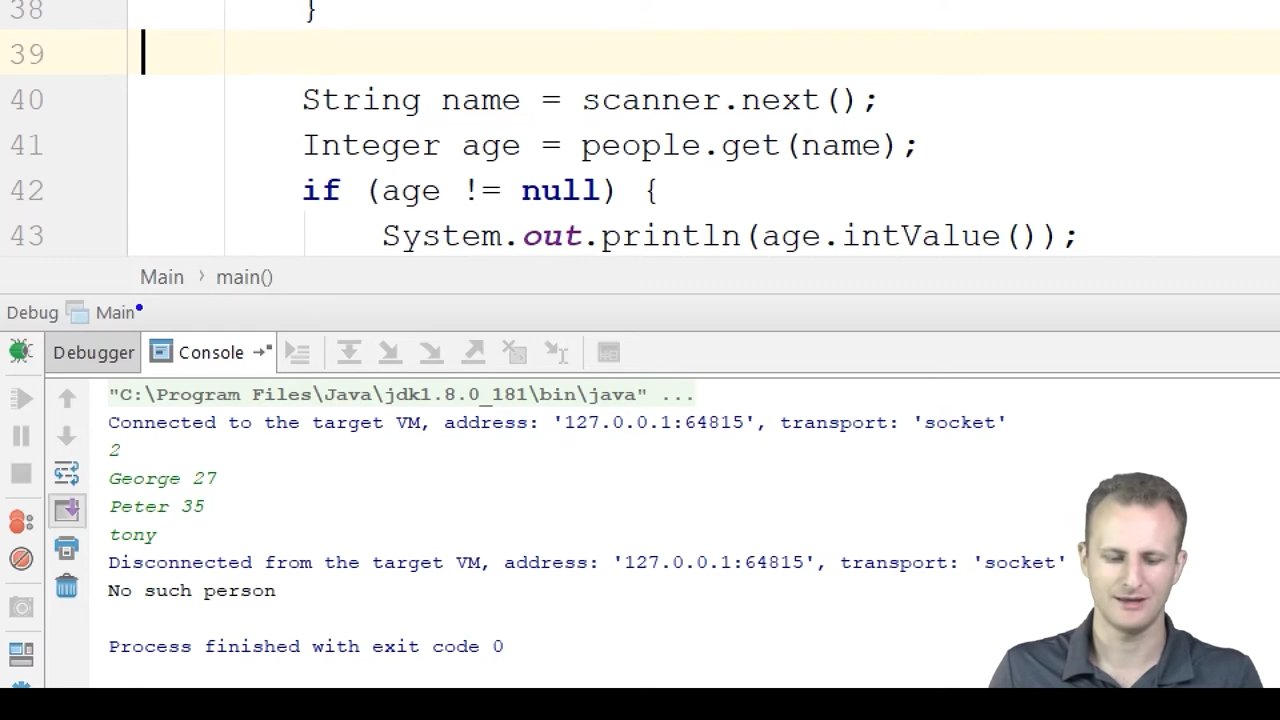 38 }
39
40 String name = scanner.next();
41 Integer age = people.get(name);
42 if (age != null) {
43 System.out.println(age.intValue());
Main › main()
Debug Main
Debugger Console
"C:\Program Files\Java\jdk1.8.0_181\bin\java" ...
Connected to the target VM, address: '127.0.0.1:64815', transport: 'socket'
2
George 27
Peter 35
tony
Disconnected from the target VM, address: '127.0.0.1:64815', transport: 'socket'
No such person
Process finished with exit code 0